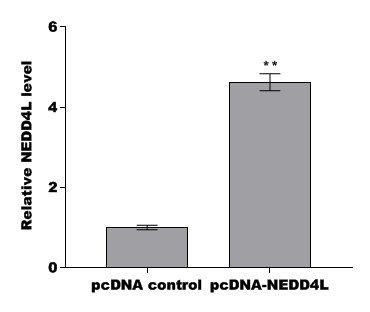 Relative NEDD4L level
6
4
2
0
**
pcDNA control pcDNA-NEDD4L